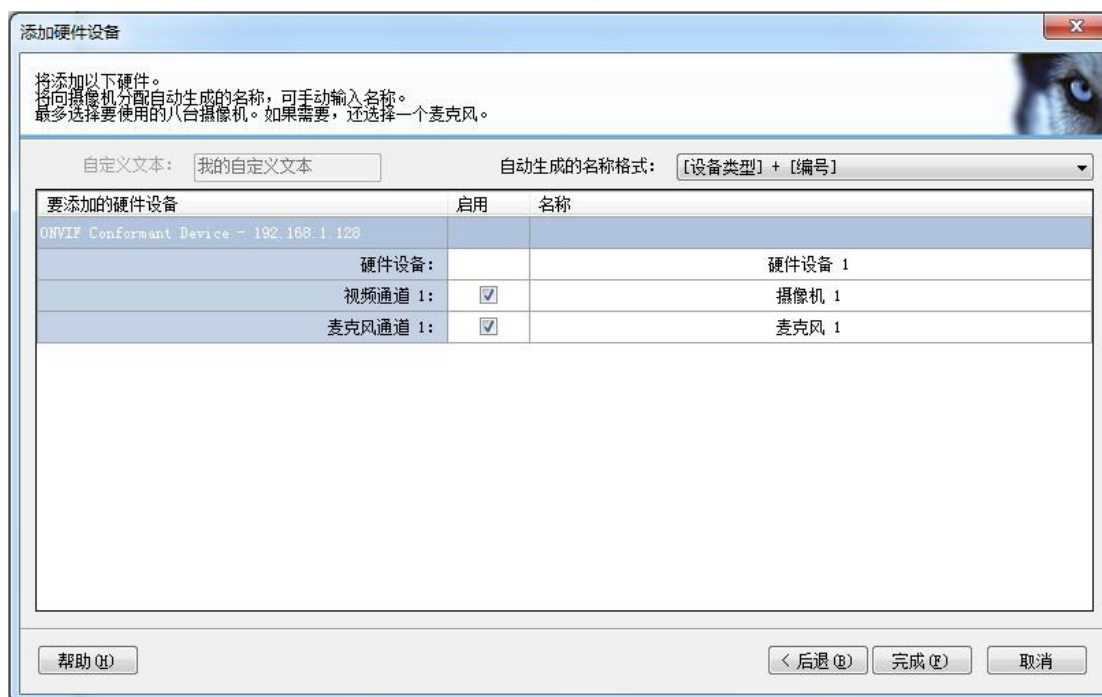 添加硬件设备
将添加以下硬件。
将向摄像机分配自动生成的名称，可手动输入名称。
最多选择要使用的八台摄像机。如果需要，还选择一个麦克风。
自定义文本： 我的自定义文本 自动生成的名称格式： [设备类型] + [编号]
要添加的硬件设备 启用 名称
ONVIF Conformant Device - 192.168.1.128
硬件设备： 硬件设备 1
视频通道 1： 摄像机 1
麦克风通道 1： 麦克风 1
帮助(H) < 后退(B) 完成(F) 取消